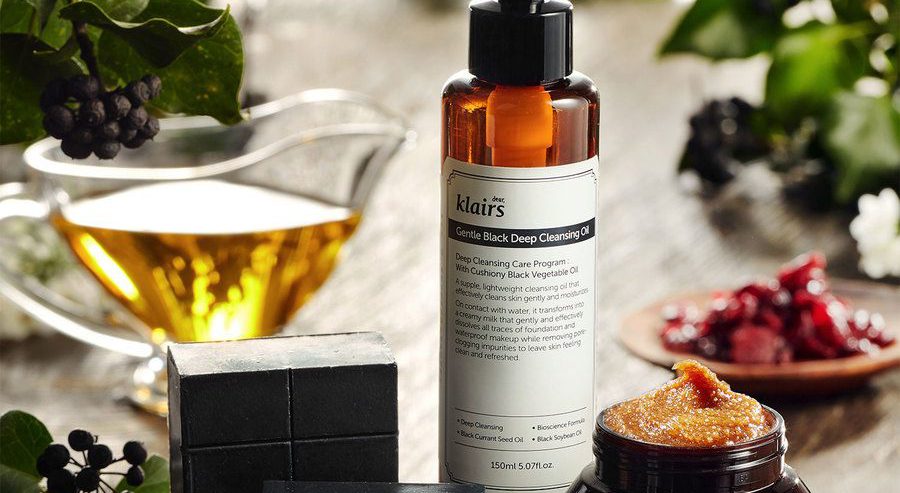 dear,
klairs
Gentle Black Deep Cleansing Oil
Deep Cleansing Care Program :
With Cushiony Black Vegetable Oil
A supple, lightweight cleansing oil that
effectively cleans skin gently and moisturizes.
On contact with water, it transforms into
a creamy milk that gently and effectively
dissolves all traces of foundation and
waterproof makeup while removing pore-
clogging impurities to leave skin feeling
clean and refreshed.
• Deep Cleansing • Bioscience Formula
• Black Currant Seed Oil • Black Soybean Oil
150ml 5.07fl.oz.